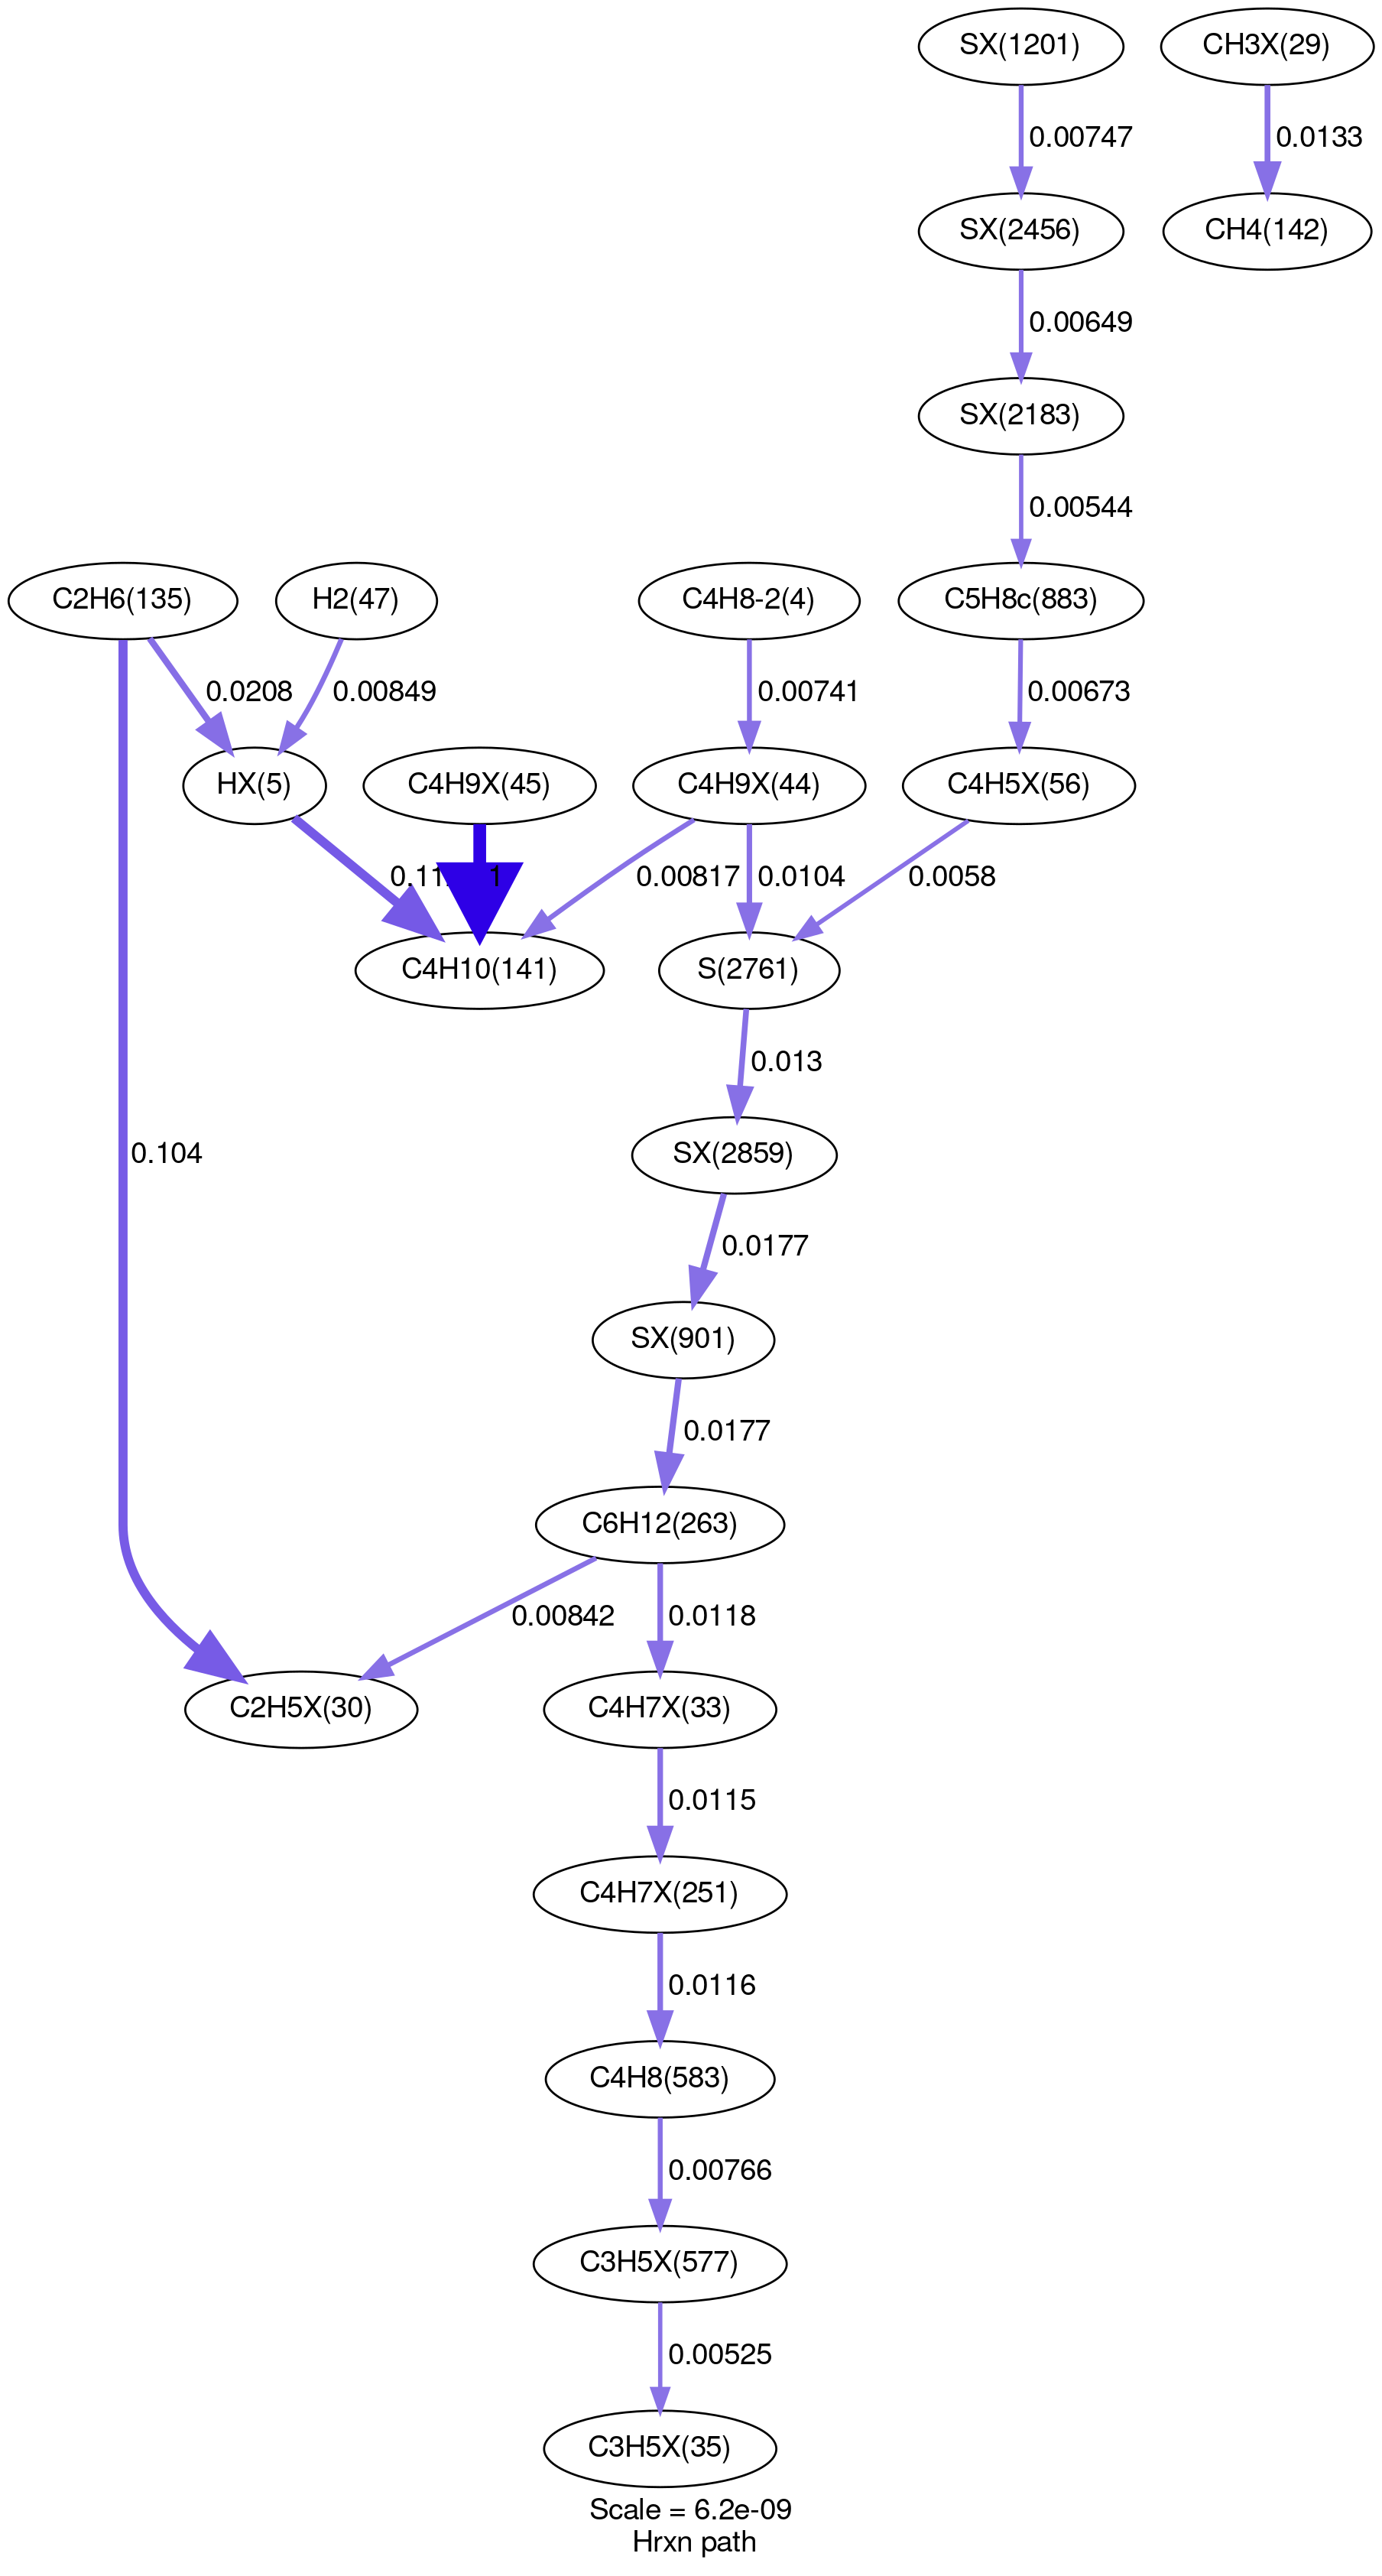 SX(1201)
CH3X(29)
0.00747
0.0133
SX(2456)
CH4(142)
0.00649
SX(2183)
0.00544
C2H6(135)
H2(47)
C4H8-2(4)
C5H8c(883)
0.0208
0.00849
0.00741
0.00673
HX(5)
C4H9X(45)
C4H9X(44)
C4H5X(56)
1
0.00817
0.0104
0.0058
C4H10(141)
S(2761)
0.013
0.104
SX(2859)
0.0177
SX(901)
0.0177
C6H12(263)
0.00842
0.0118
C2H5X(30)
C4H7X(33)
0.0115
C4H7X(251)
0.0116
C4H8(583)
0.00766
C3H5X(577)
0.00525
C3H5X(35)
Scale = 6.2e-09
Hrxn path